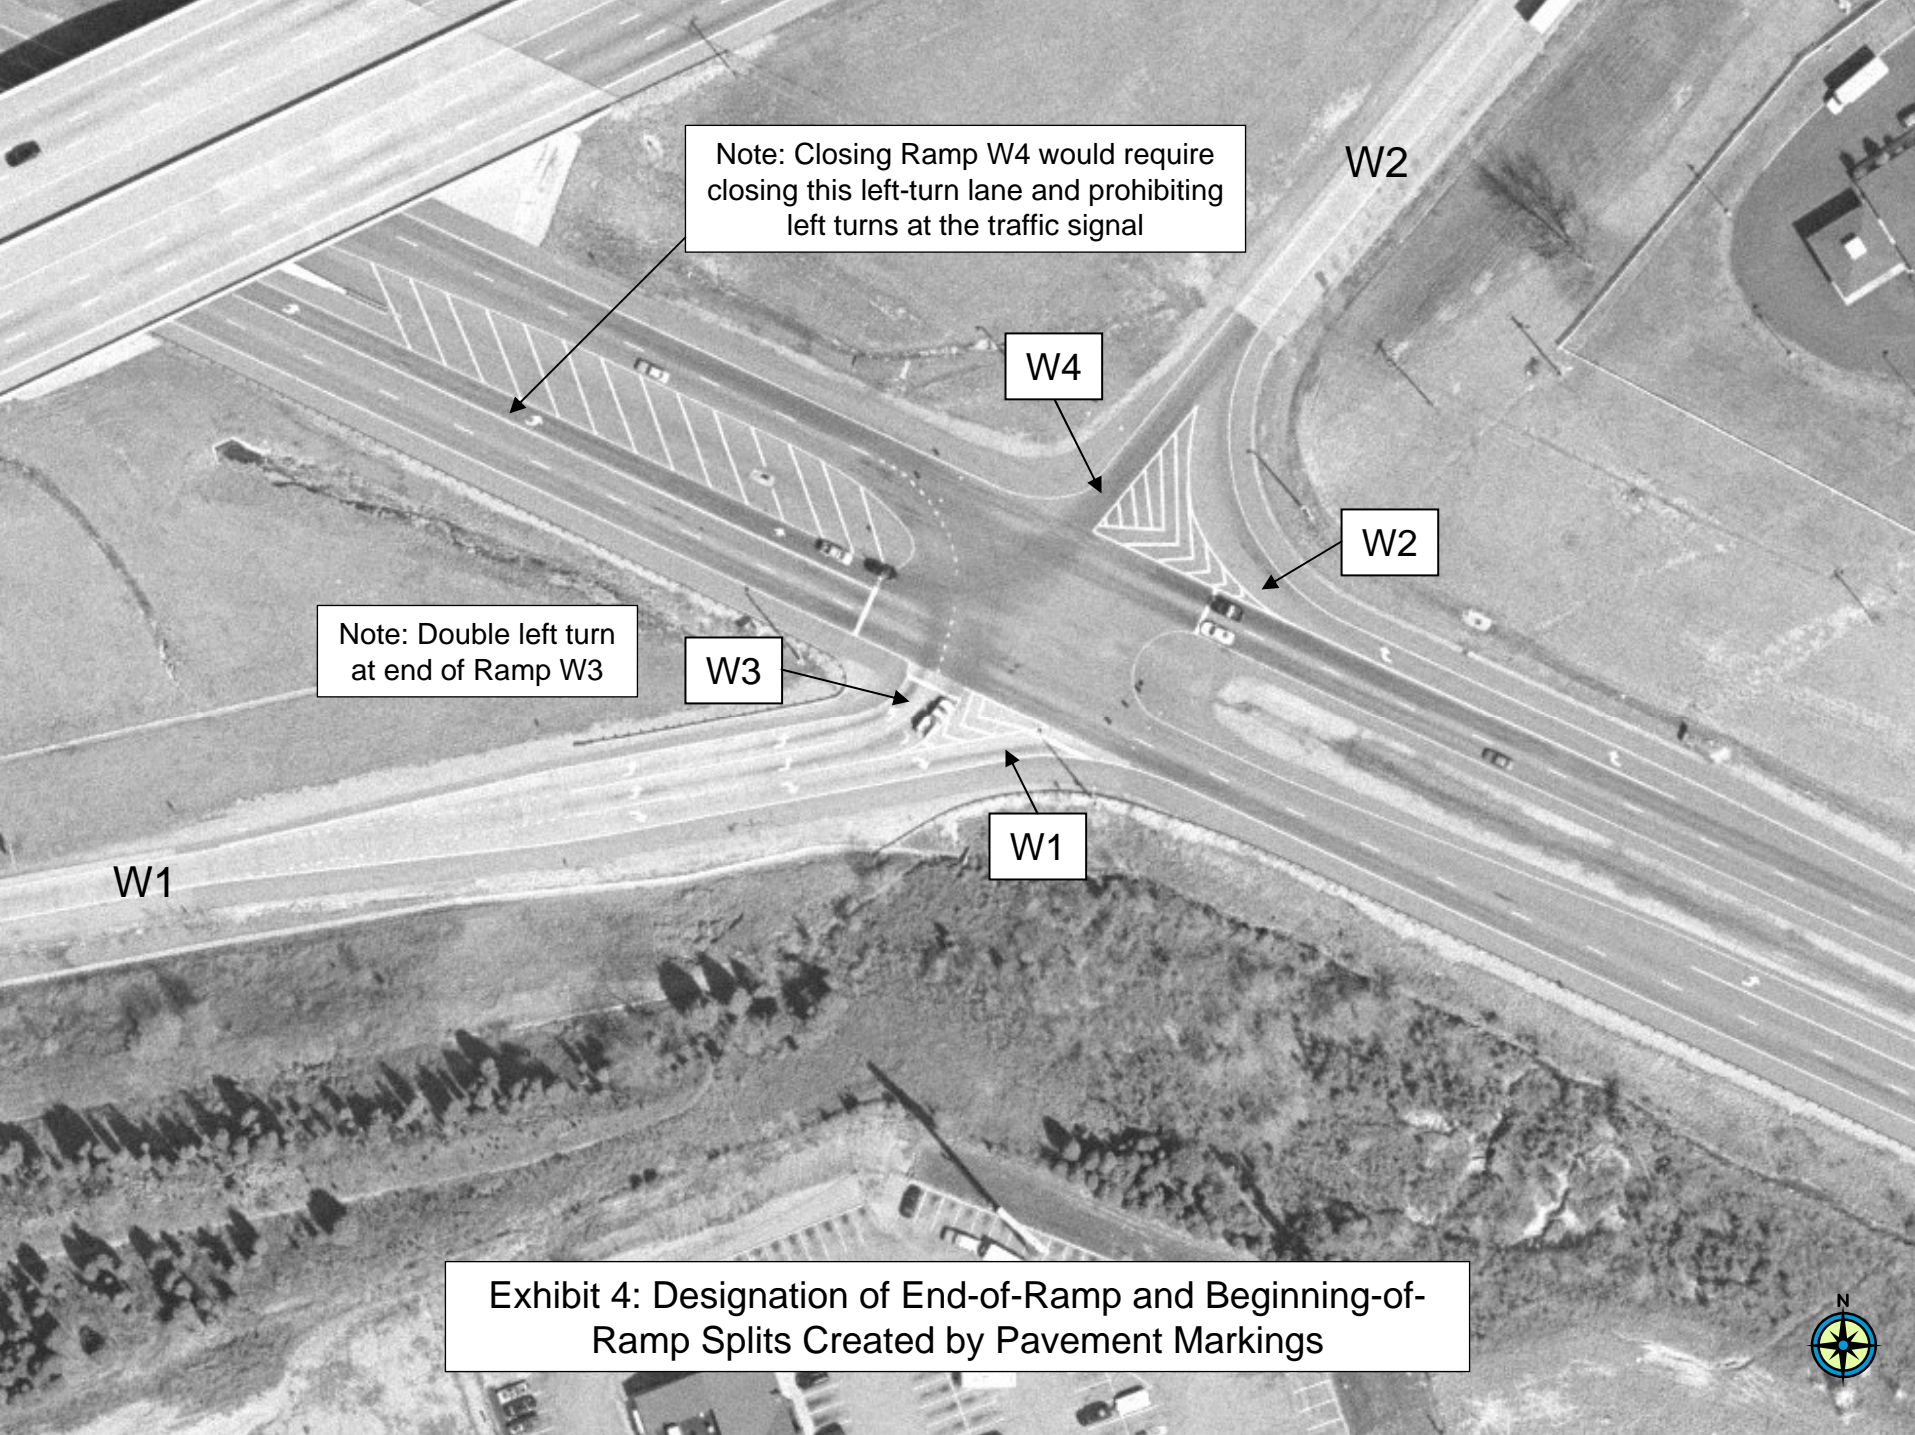 Note: Closing Ramp W4 would require
closing this left-turn lane and prohibiting
left turns at the traffic signal
W2
W4
W2
Note: Double left turn
at end of Ramp W3
W3
W1
W1
Exhibit 4: Designation of End-of-Ramp and Beginning-of-
Ramp Splits Created by Pavement Markings
N